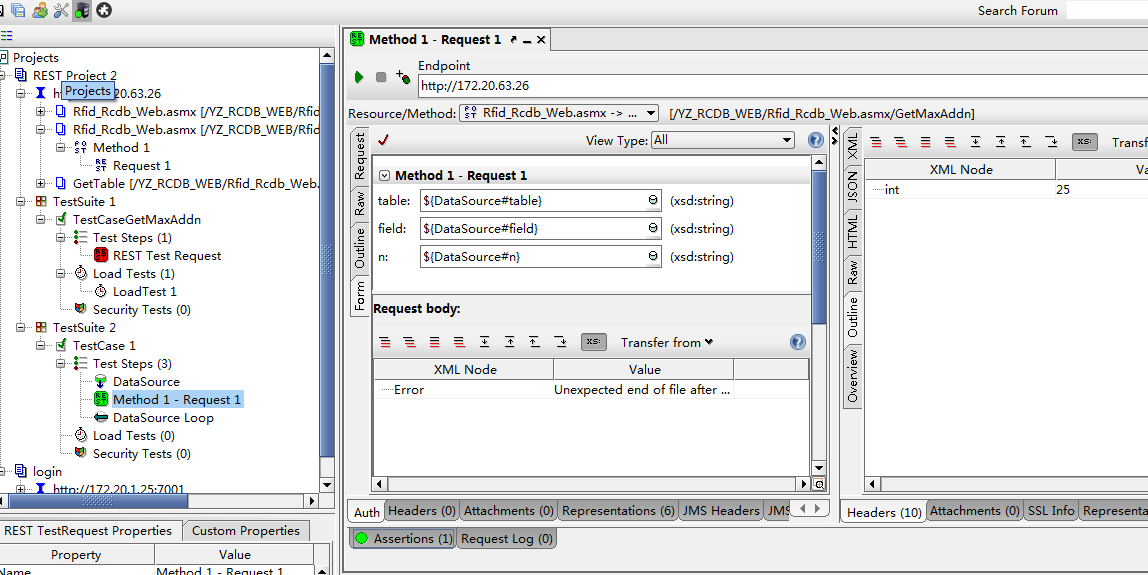 Search Forum
Projects
REST Project 2
20.63.26
Projects
Rfid_Rcdb_Web.asmx [/YZ_RCDB_WEB/Rfid
Rfid_Rcdb_Web.asmx [/YZ_RCDB_WEB/Rfid
Method 1
Request 1
GetTable [/YZ_RCDB_WEB/Rfid_Rcdb_Web.
TestSuite 1
TestCaseGetMaxAddn
Test Steps (1)
REST Test Request
Load Tests (1)
LoadTest 1
Security Tests (0)
TestSuite 2
TestCase 1
Test Steps (3)
DataSource
Method 1 - Request 1
DataSource Loop
Load Tests (0)
Security Tests (0)
login
http://172.20.1.25:7001
REST TestRequest Properties
Custom Properties
Property
Value
Name
Method 1 - Request 1
Method 1 - Request 1
Endpoint
http://172.20.63.26
Resource/Method:
Rfid_Rcdb_Web.asmx -> ...
[/YZ_RCDB_WEB/Rfid_Rcdb_Web.asmx/GetMaxAddn]
Request
Raw
Outline
Form
View Type:
All
Method 1 - Request 1
table:
${DataSource#table}
(xsd:string)
field:
${DataSource#field}
(xsd:string)
n:
${DataSource#n}
(xsd:string)
Request body:
XS:
Transfer from
XML Node
Value
Error
Unexpected end of file after ...
Auth
Headers (0)
Attachments (0)
Representations (6)
JMS Headers
JMS
Assertions (1)
Request Log (0)
XML
JSON
HTML
Raw
Outline
Overview
XS:
Transf
XML Node
Va
int
25
Headers (10)
Attachments (0)
SSL Info
Representa